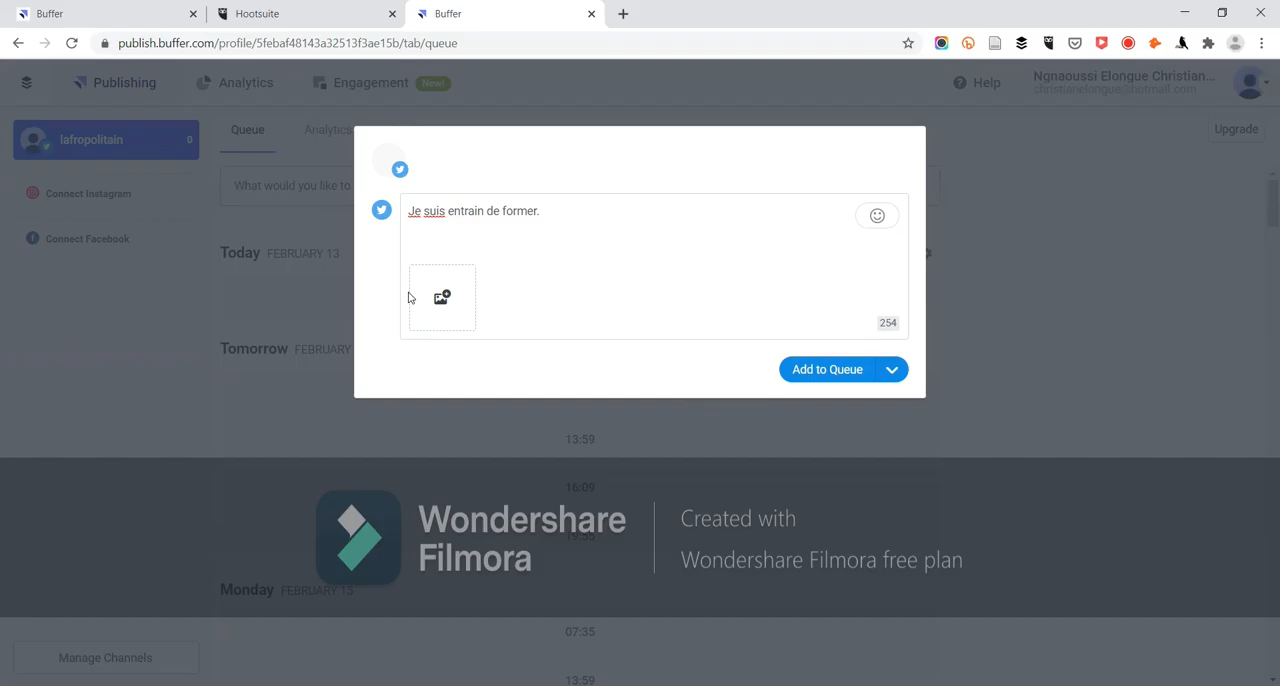 Buffer
Hootsuite
Buffer
publish.buffer.com/profile/5febaf48143a32513f3ae15b/tab/queue
Publishing
Analytics
Engagement
New!
Help
Ngnaoussi Elongue Christian...
christianelongue@hotmail.com
lafropolitain
0
Connect Instagram
Connect Facebook
Manage Channels
Queue
Analytics
Upgrade
What would you like to
Today FEBRUARY 13
Tomorrow FEBRUARY
Je suis entrain de former.
254
Add to Queue
13:59
16:09
19:55
Monday FEBRUARY 15
07:35
13:59
Wondershare
Filmora
Created with
Wondershare Filmora free plan